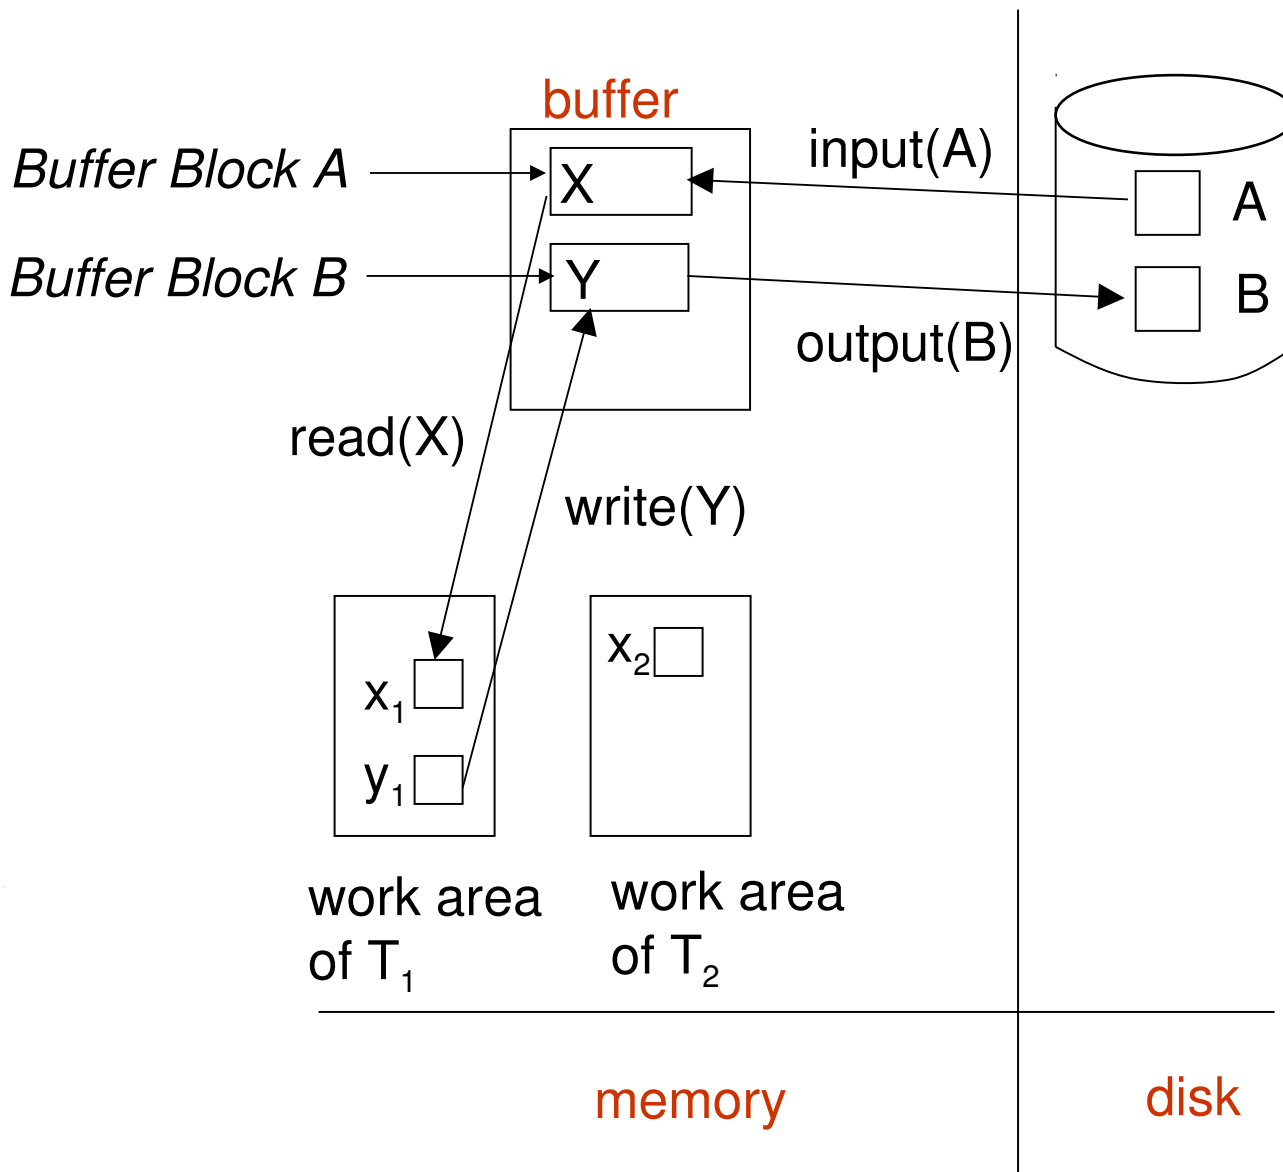 buffer
Buffer Block A
X
input(A)
A
Buffer Block B
Y
B
output(B)
read(X)
write(Y)
x₂
x₁
y₁
work area
of T₁
work area
of T₂
memory
disk